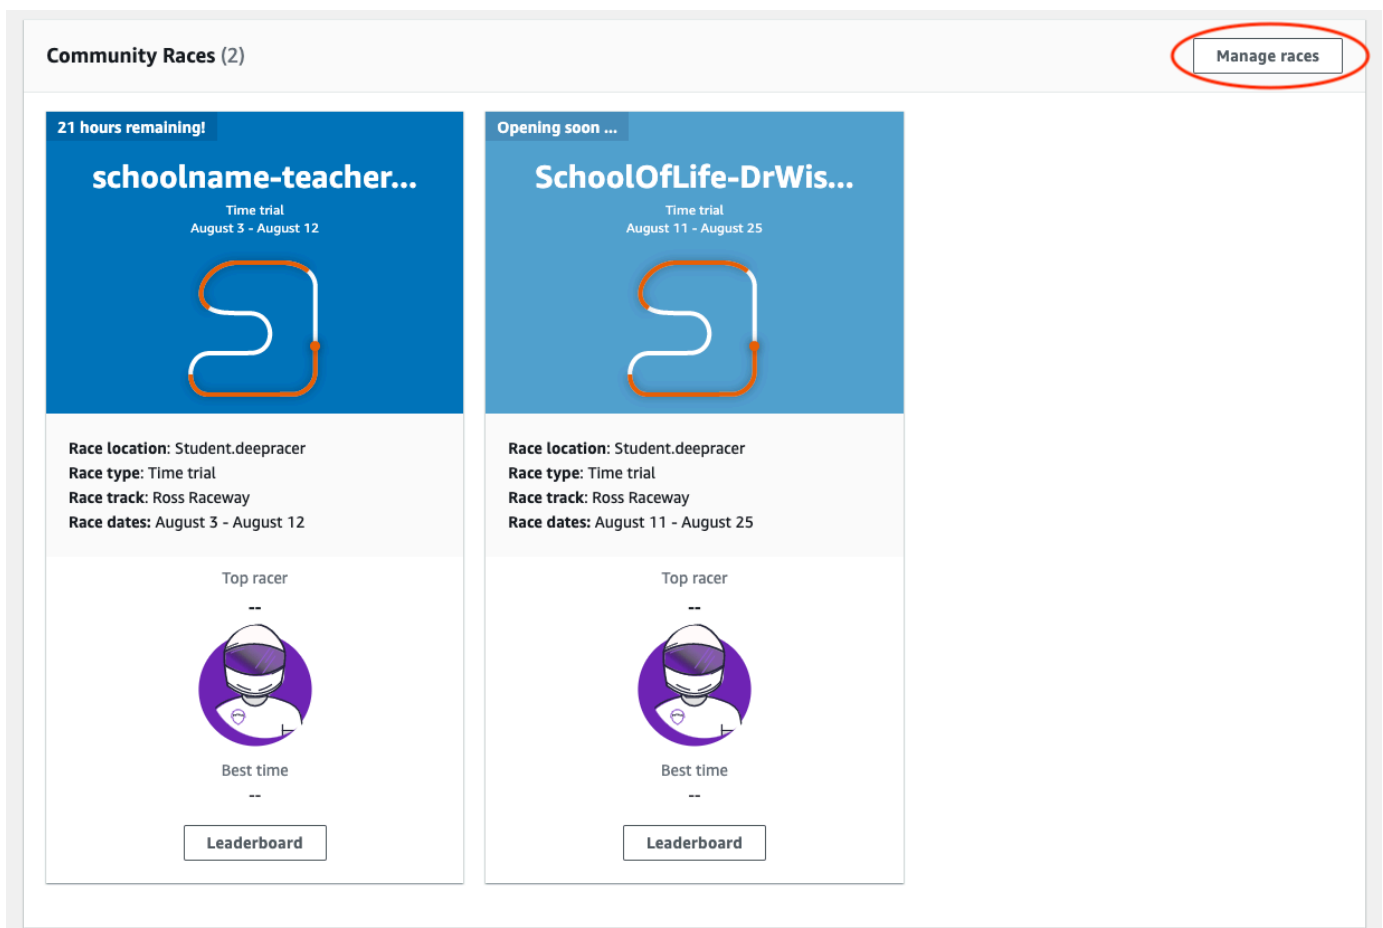 Community Races (2)
Manage races
21 hours remaining!
schoolname-teacher...
Time trial
August 3 - August 12
Race location: Student.deepracer
Race type: Time trial
Race track: Ross Raceway
Race dates: August 3 - August 12
Top racer
--
Best time
--
Leaderboard
Opening soon ...
SchoolOfLife-DrWis...
Time trial
August 11 - August 25
Race location: Student.deepracer
Race type: Time trial
Race track: Ross Raceway
Race dates: August 11 - August 25
Top racer
--
Best time
--
Leaderboard